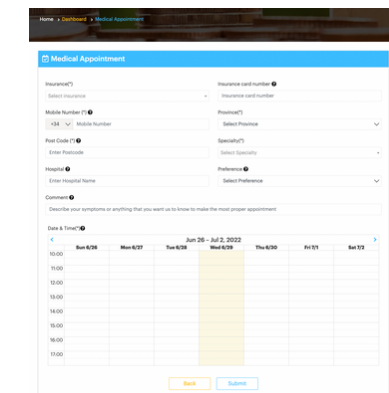 Home Dashboard Medical Appointment
Medical Appointment
Insurance(*) Insurance card number
Select insurance Insurance card number
Mobile Number (*) Province(*)
+34 Mobile Number Select Province
Post Code (*) Specialty(*)
Enter Postcode Select Specialty
Hospital Preference
Enter Hospital Name Select Preference
Comment
Describe your symptoms or anything that you want us to know to make the most proper appointment
Date & Time(*)
< Jun 26 – Jul 2, 2022 >
Sun 6/26 Mon 6/27 Tue 6/28 Wed 6/29 Thu 6/30 Fri 7/1 Sat 7/2
10:00
11:00
12:00
13:00
14:00
15:00
16:00
17:00
Back Submit